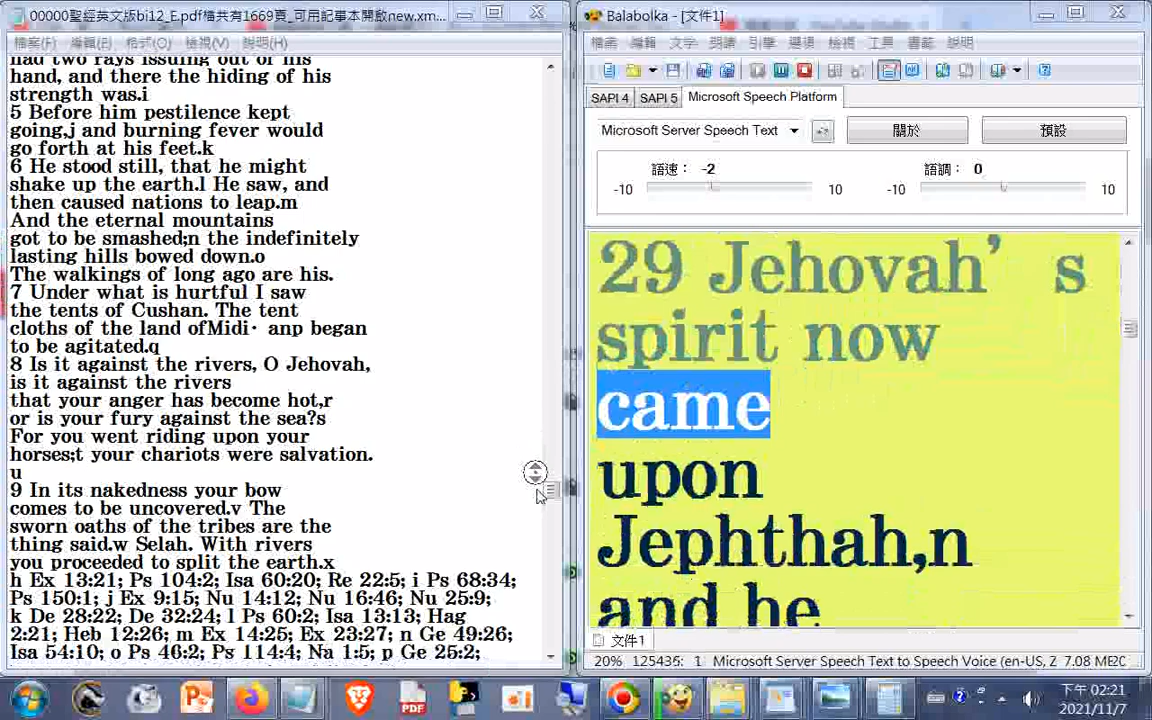 00000聖經英文版bi12_E.pdf檔共有1669頁_可用記事本開啟new.xm...
檔案(F) 編輯(E) 格式(O) 檢視(V) 說明(H)
had two rays issuing out of his
hand, and there the hiding of his
strength was.i
5 Before him pestilence kept
going,j and burning fever would
go forth at his feet.k
6 He stood still, that he might
shake up the earth.l He saw, and
then caused nations to leap.m
And the eternal mountains
got to be smashed;n the indefinitely
lasting hills bowed down.o
The walkings of long ago are his.
7 Under what is hurtful I saw
the tents of Cushan. The tent
cloths of the land ofMidi· anp began
to be agitated.q
8 Is it against the rivers, O Jehovah,
is it against the rivers
that your anger has become hot,r
or is your fury against the sea?s
For you went riding upon your
horses;t your chariots were salvation.
u
9 In its nakedness your bow
comes to be uncovered.v The
sworn oaths of the tribes are the
thing said.w Selah. With rivers
you proceeded to split the earth.x
h Ex 13:21; Ps 104:2; Isa 60:20; Re 22:5; i Ps 68:34;
Ps 150:1; j Ex 9:15; Nu 14:12; Nu 16:46; Nu 25:9;
k De 28:22; De 32:24; l Ps 60:2; Isa 13:13; Hag
2:21; Heb 12:26; m Ex 14:25; Ex 23:27; n Ge 49:26;
Isa 54:10; o Ps 46:2; Ps 114:4; Na 1:5; p Ge 25:2;
Balabolka - [文件1]
檔案 編輯 文字 朗讀 引擎 選項 檢視 工具 書籤 說明
SAPI 4 SAPI 5 Microsoft Speech Platform
Microsoft Server Speech Text 關於 預設
語速： -2 語調： 0
-10 10 -10 10
29 Jehovah’s
spirit now
came
upon
Jephthah,n
and he
文件1
20% 125435: 1 Microsoft Server Speech Text to Speech Voice (en-US, Z 7.08 ME2C
PDF
下午 02:21
2021/11/7